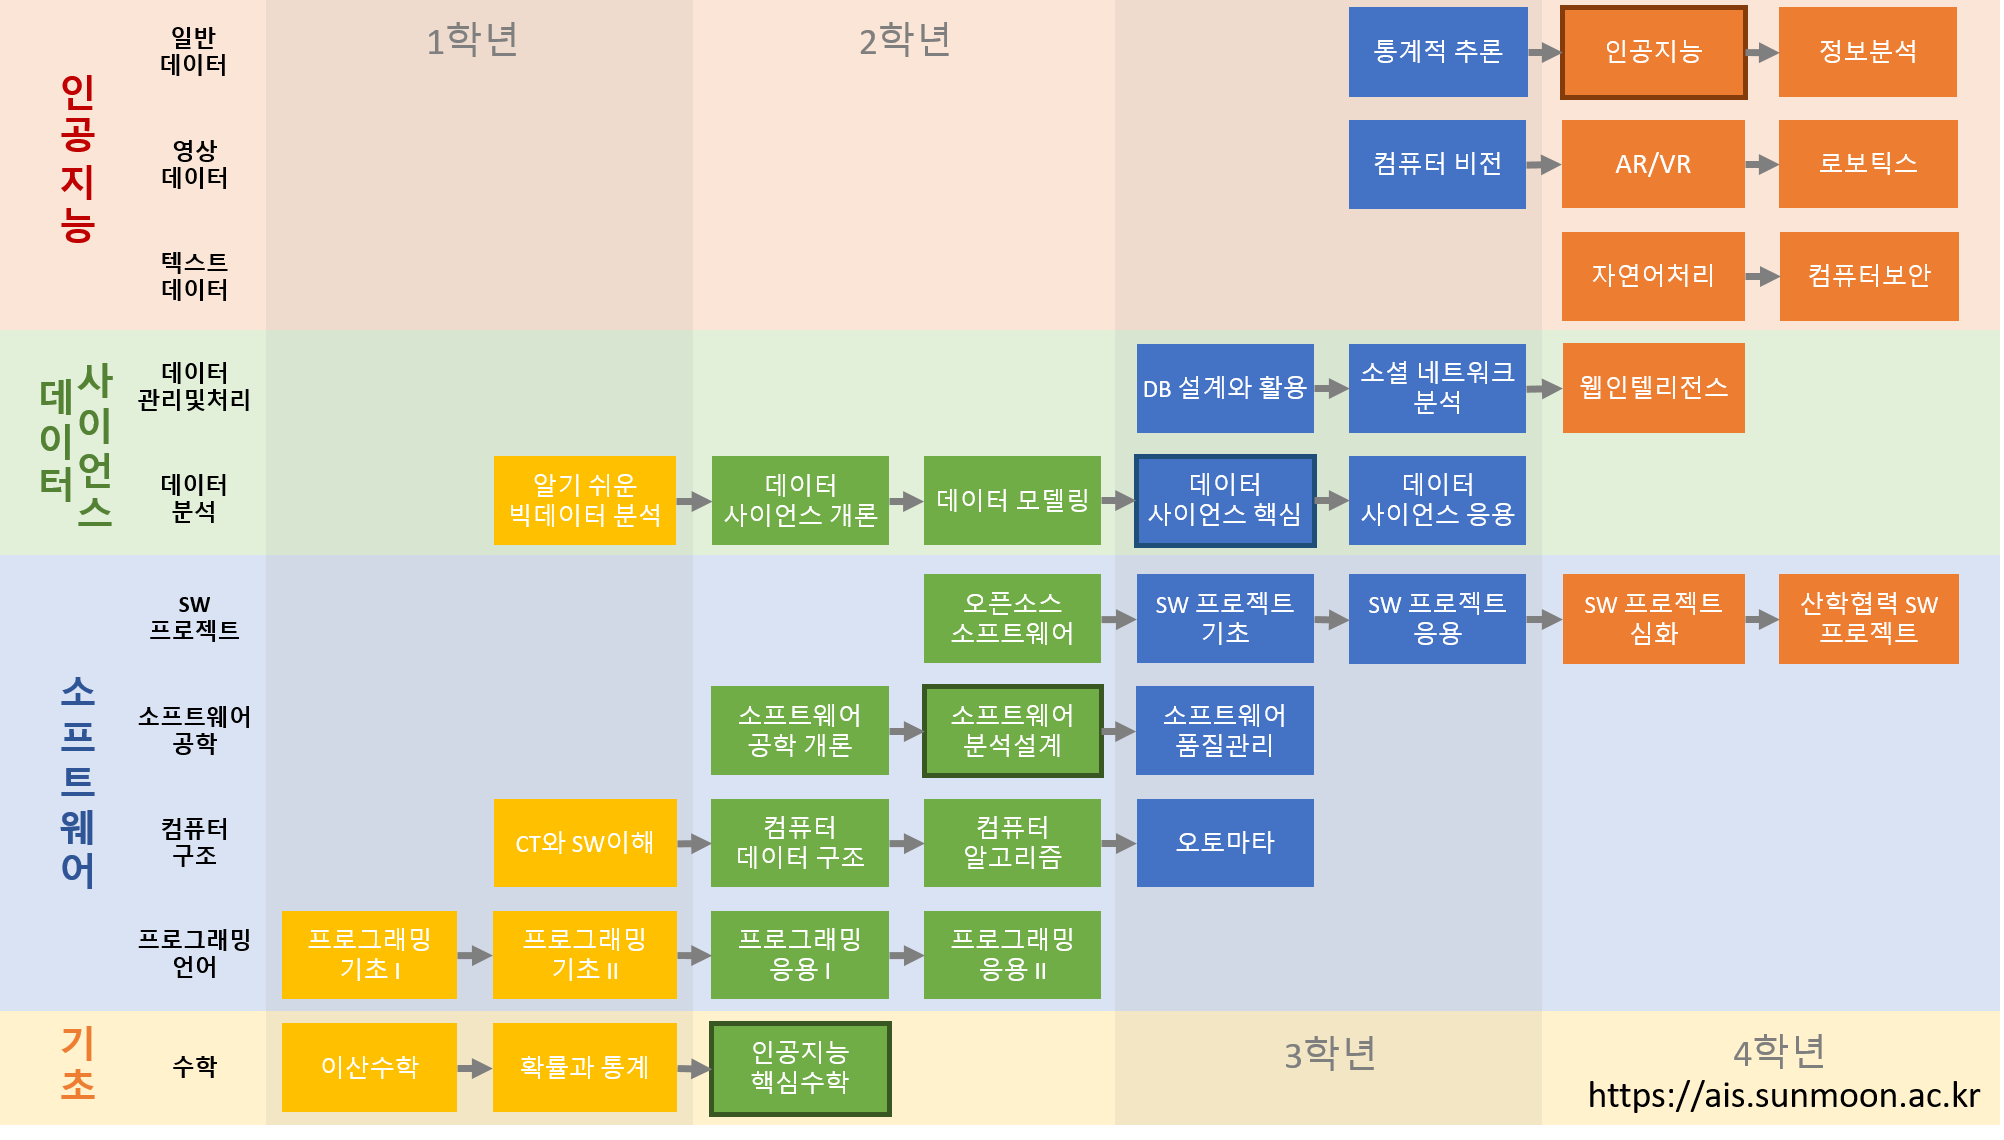 1학년
2학년
인공지능
일반
데이터
통계적 추론
인공지능
정보분석
영상
데이터
컴퓨터 비전
AR/VR
로보틱스
텍스트
데이터
자연어처리
컴퓨터보안
데이터
사이언스
데이터
관리및처리
DB 설계와 활용
소셜 네트워크
분석
웹인텔리전스
데이터
분석
알기 쉬운
빅데이터 분석
데이터
사이언스 개론
데이터 모델링
데이터
사이언스 핵심
데이터
사이언스 응용
소프트웨어
SW
프로젝트
오픈소스
소프트웨어
SW 프로젝트
기초
SW 프로젝트
응용
SW 프로젝트
심화
산학협력 SW
프로젝트
소프트웨어
공학
소프트웨어
공학 개론
소프트웨어
분석설계
소프트웨어
품질관리
컴퓨터
구조
CT와 SW이해
컴퓨터
데이터 구조
컴퓨터
알고리즘
오토마타
프로그래밍
언어
프로그래밍
기초 I
프로그래밍
기초 II
프로그래밍
응용 I
프로그래밍
응용 II
기초
수학
이산수학
확률과 통계
인공지능
핵심수학
3학년
4학년
https://ais.sunmoon.ac.kr